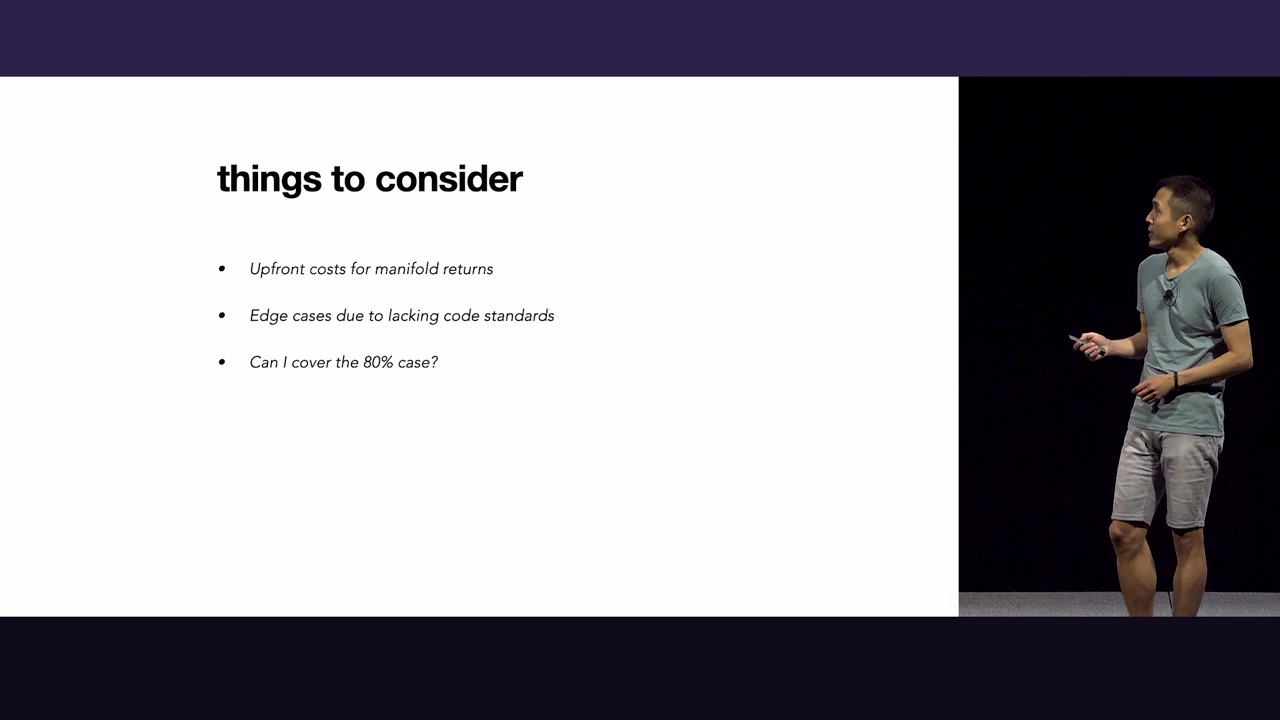 things to consider
• Upfront costs for manifold returns
• Edge cases due to lacking code standards
• Can I cover the 80% case?